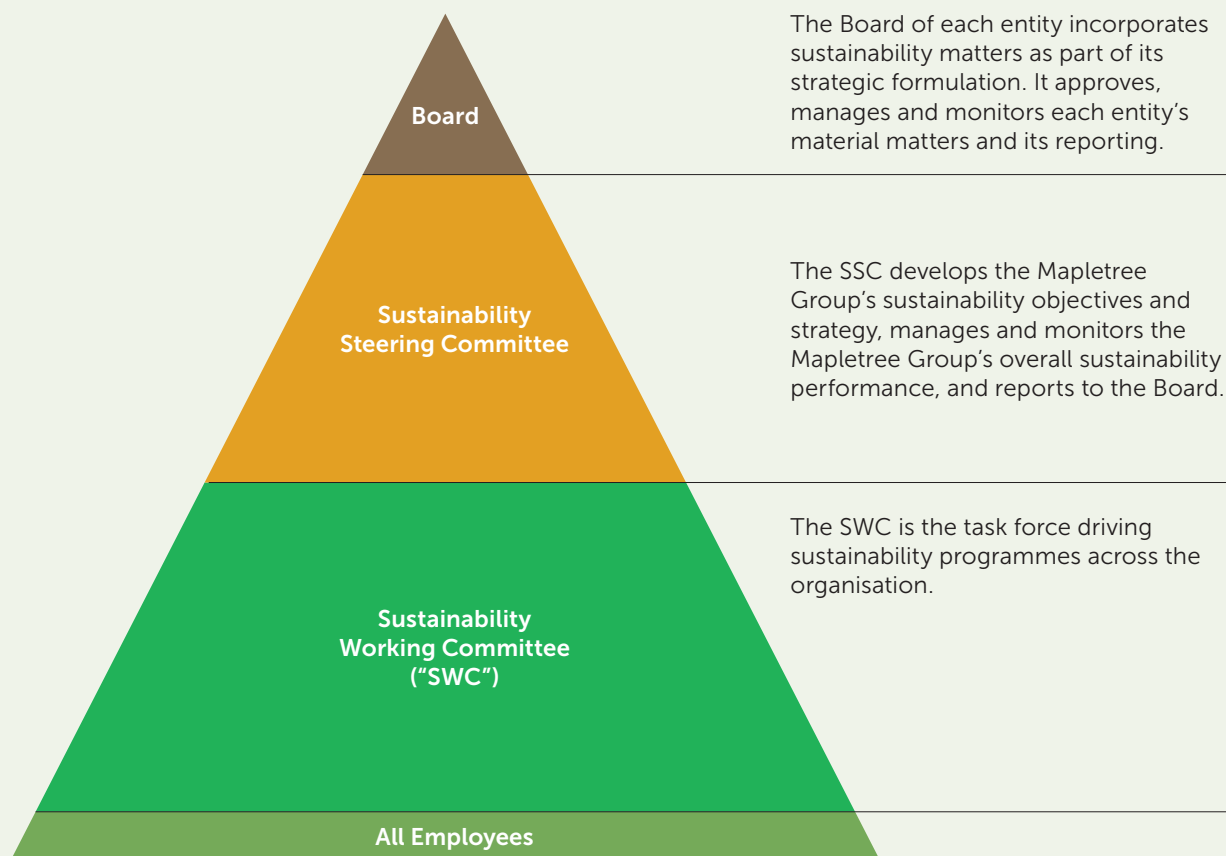 Board
The Board of each entity incorporates
sustainability matters as part of its
strategic formulation. It approves,
manages and monitors each entity’s
material matters and its reporting.
Sustainability
Steering Committee
The SSC develops the Mapletree
Group’s sustainability objectives and
strategy, manages and monitors the
Mapletree Group’s overall sustainability
performance, and reports to the Board.
Sustainability
Working Committee
(“SWC”)
The SWC is the task force driving
sustainability programmes across the
organisation.
All Employees